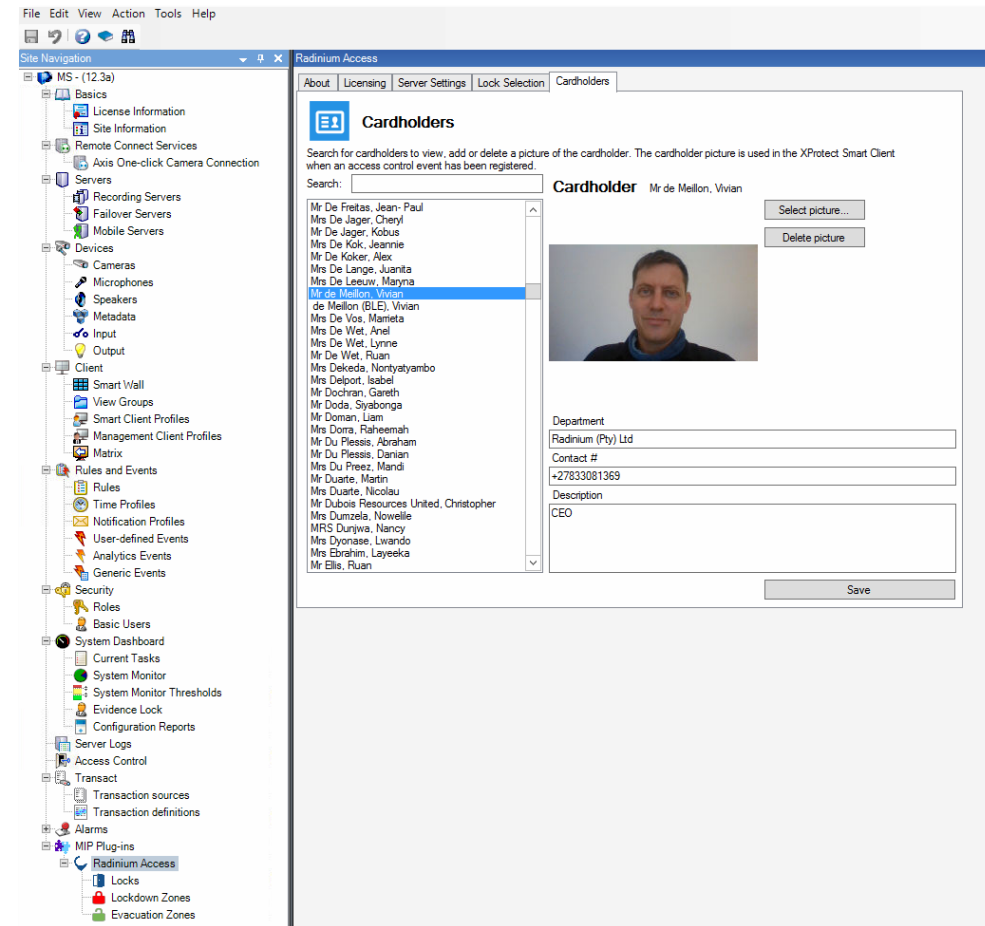 File Edit View Action Tools Help
Site Navigation
MS - (12.3a)
Basics
License Information
Site Information
Remote Connect Services
Axis One-click Camera Connection
Servers
Recording Servers
Failover Servers
Mobile Servers
Devices
Cameras
Microphones
Speakers
Metadata
Input
Output
Client
Smart Wall
View Groups
Smart Client Profiles
Management Client Profiles
Matrix
Rules and Events
Rules
Time Profiles
Notification Profiles
User-defined Events
Analytics Events
Generic Events
Security
Roles
Basic Users
System Dashboard
Current Tasks
System Monitor
System Monitor Thresholds
Evidence Lock
Configuration Reports
Server Logs
Access Control
Transact
Transaction sources
Transaction definitions
Alarms
MIP Plug-ins
Radinium Access
Locks
Lockdown Zones
Evacuation Zones
Radinium Access
About Licensing Server Settings Lock Selection Cardholders
Cardholders
Search for cardholders to view, add or delete a picture of the cardholder. The cardholder picture is used in the XProtect Smart Client
when an access control event has been registered.
Search:
Mr De Freitas, Jean- Paul
Mrs De Jager, Cheryl
Mr De Jager, Kobus
Mrs De Kok, Jeannie
Mr De Koker, Alex
Mrs De Lange, Juanita
Mrs De Leeuw, Maryna
Mr de Meillon, Vivian
de Meillon (BLE), Vivian
Mrs De Vos, Marrieta
Mrs De Wet, Anel
Mrs De Wet, Lynne
Mr De Wet, Ruan
Mrs Dekeda, Nontyatyambo
Mrs Delport, Isabel
Mr Dochran, Gareth
Mr Doda, Siyabonga
Mr Doman, Liam
Mrs Dorra, Raheemah
Mr Du Plessis, Abraham
Mr Du Plessis, Danian
Mrs Du Preez, Mandi
Mr Duarte, Martin
Mrs Duarte, Nicolau
Mr Dubois Resources United, Christopher
Mrs Dumzela, Nowelile
MRS Dunjwa, Nancy
Mrs Dyonase, Lwando
Mrs Ebrahim, Layeeka
Mr Ellis, Ruan
Cardholder Mr de Meillon, Vivian
Select picture...
Delete picture
Department
Radinium (Pty) Ltd
Contact #
+27833081369
Description
CEO
Save